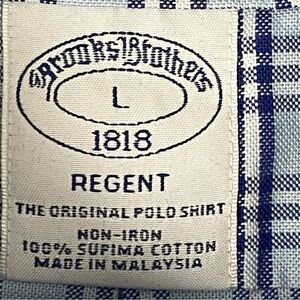 Brooks Brothers
L
1818
REGENT
THE ORIGINAL POLO SHIRT
NON-IRON
100% SUPIMA COTTON
MADE IN MALAYSIA